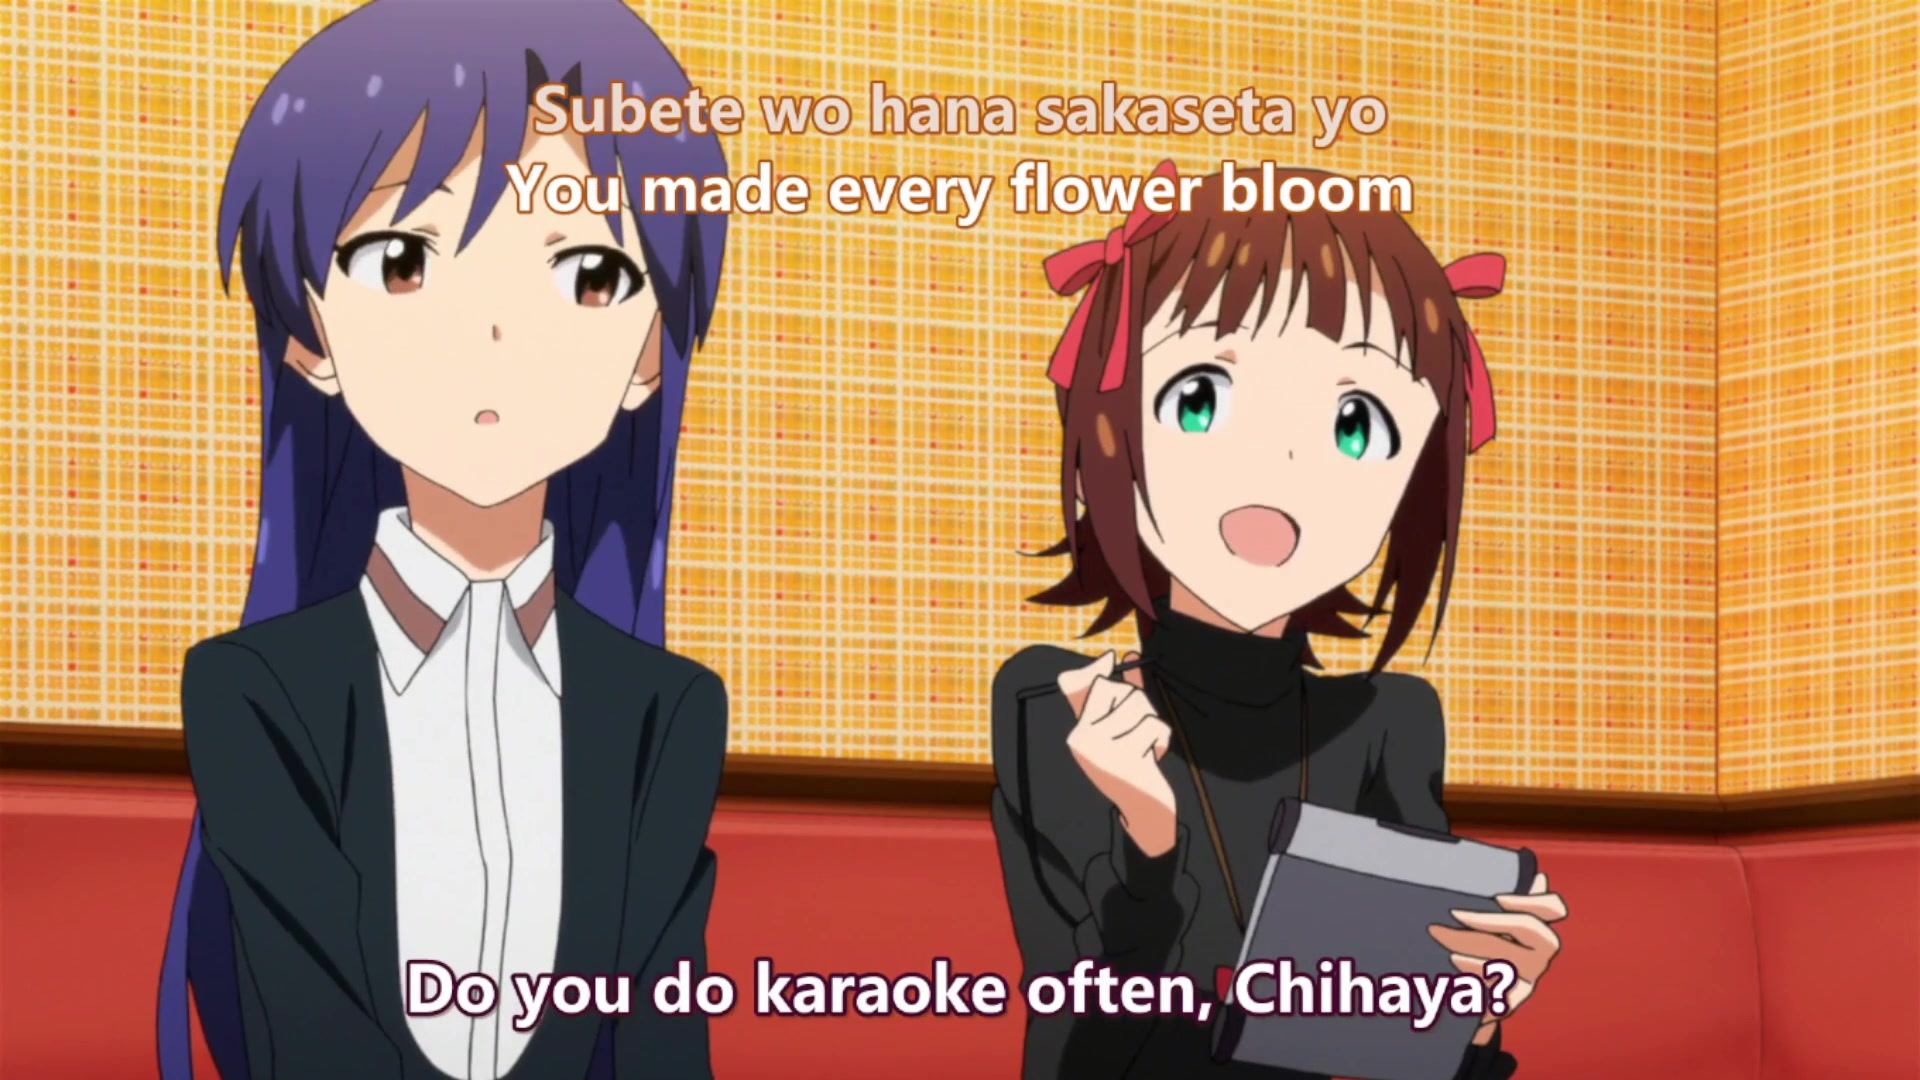 Subete wo hana sakaseta yo
You made every flower bloom
Do you do karaoke often, Chihaya?